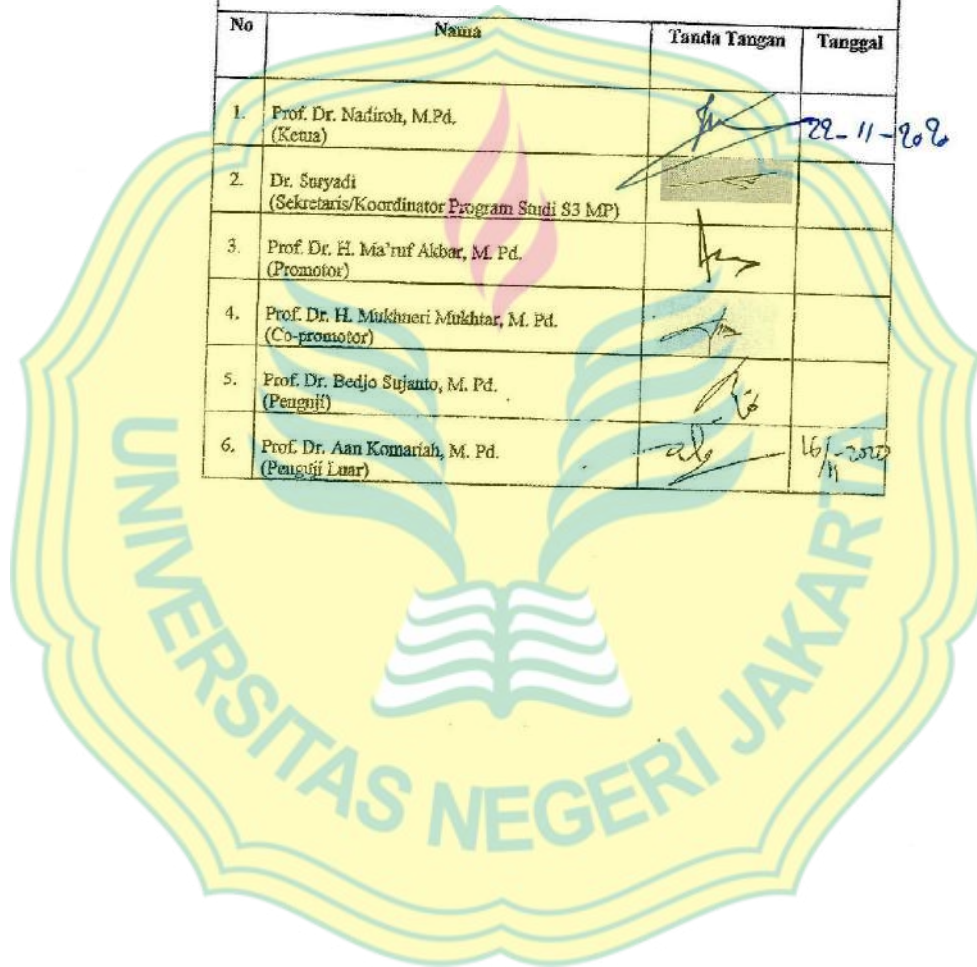 No Nama Tanda Tangan Tanggal
1. Prof. Dr. Nadiroh, M.Pd.
(Ketua)
22-11-2020
2. Dr. Suryadi
(Sekretaris/Koordinator Program Studi S3 MP)
3. Prof. Dr. H. Ma'ruf Akbar, M. Pd.
(Promotor)
4. Prof. Dr. H. Mukhneri Mukhtar, M. Pd.
(Co-promotor)
5. Prof. Dr. Bedjo Sujanto, M. Pd.
(Penguji)
6. Prof. Dr. Aan Komariah, M. Pd.
(Penguji Luar)
16/11-2020
UNIVERSITAS NEGERI JAKARTA